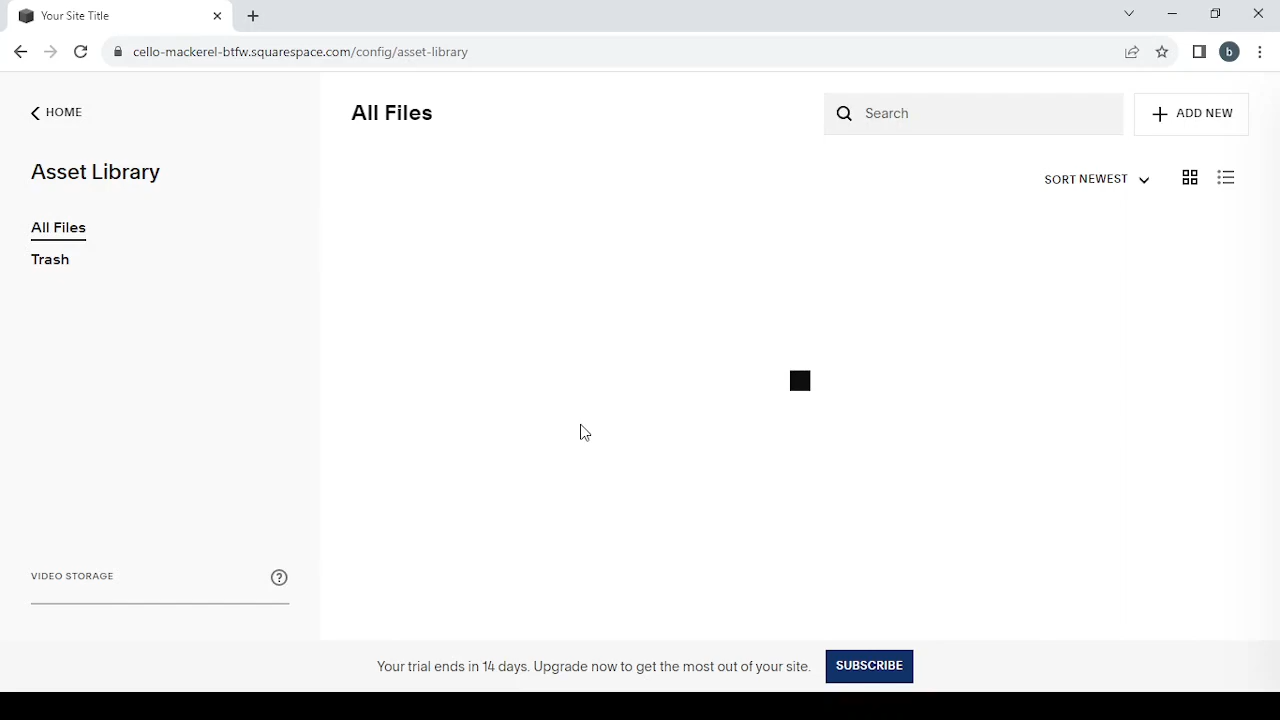 Your Site Title
cello-mackerel-btfw.squarespace.com/config/asset-library
b
HOME
All Files
Search
ADD NEW
Asset Library
SORT NEWEST
All Files
Trash
VIDEO STORAGE
?
Your trial ends in 14 days. Upgrade now to get the most out of your site. SUBSCRIBE